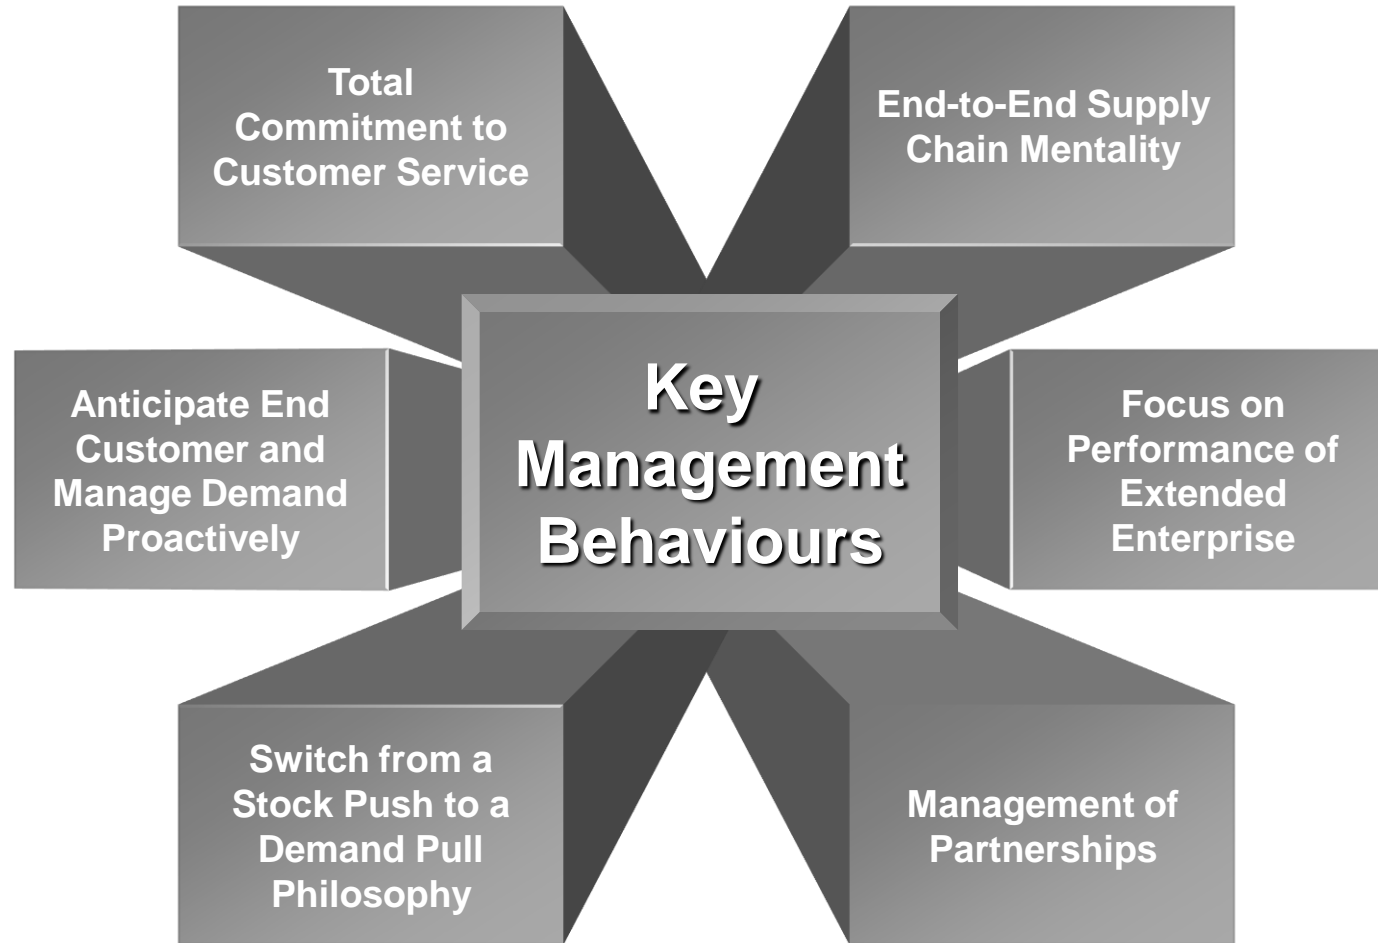 Total
Commitment to
Customer Service
End-to-End Supply
Chain Mentality
Anticipate End
Customer and
Manage Demand
Proactively
Key
Management
Behaviours
Focus on
Performance of
Extended
Enterprise
Switch from a
Stock Push to a
Demand Pull
Philosophy
Management of
Partnerships